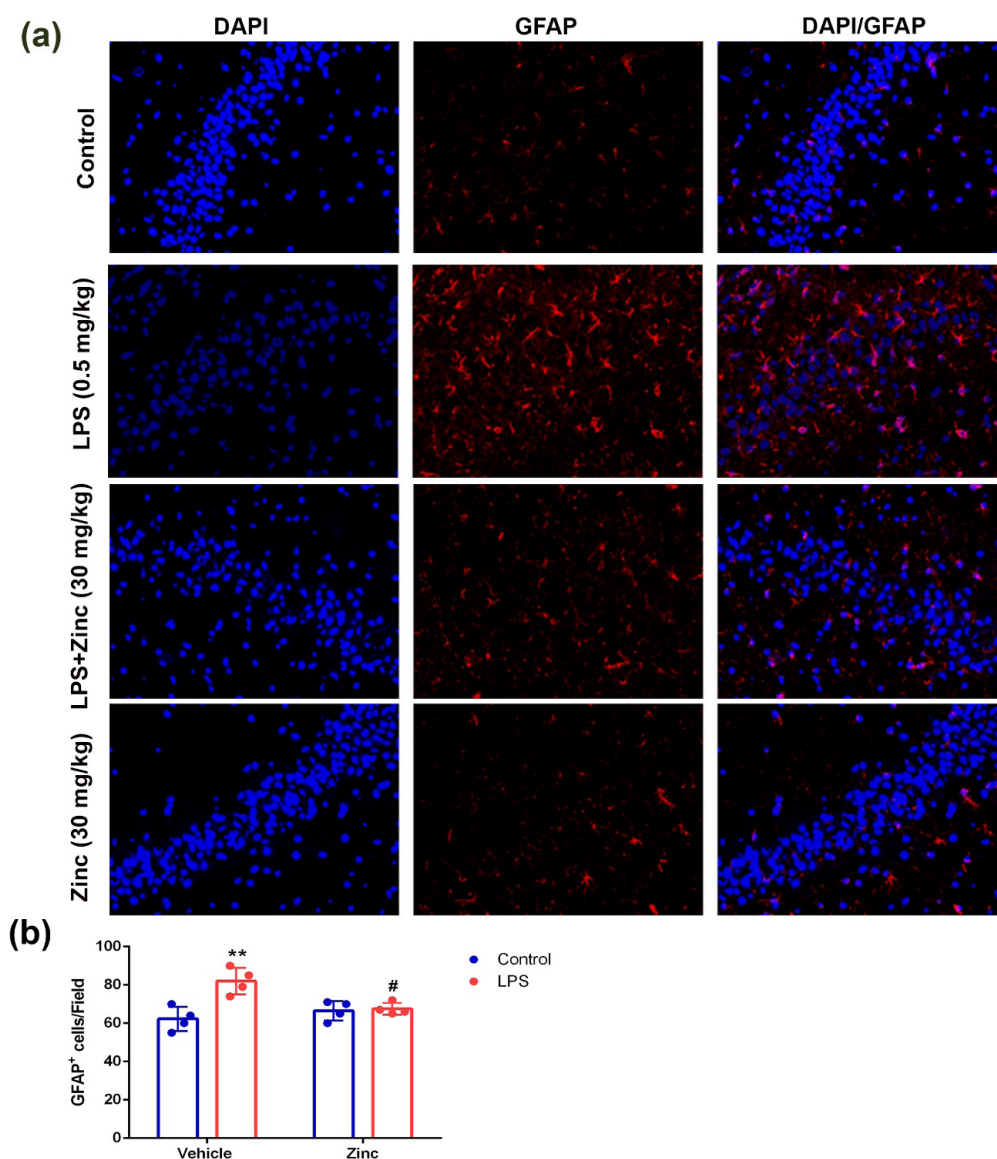 (a)
DAPI
GFAP
DAPI/GFAP
Control
LPS (0.5 mg/kg)
LPS+Zinc (30 mg/kg)
Zinc (30 mg/kg)
(b)
GFAP⁺ cells/Field
100
80
60
40
20
0
**
#
Vehicle
Zinc
Control
LPS